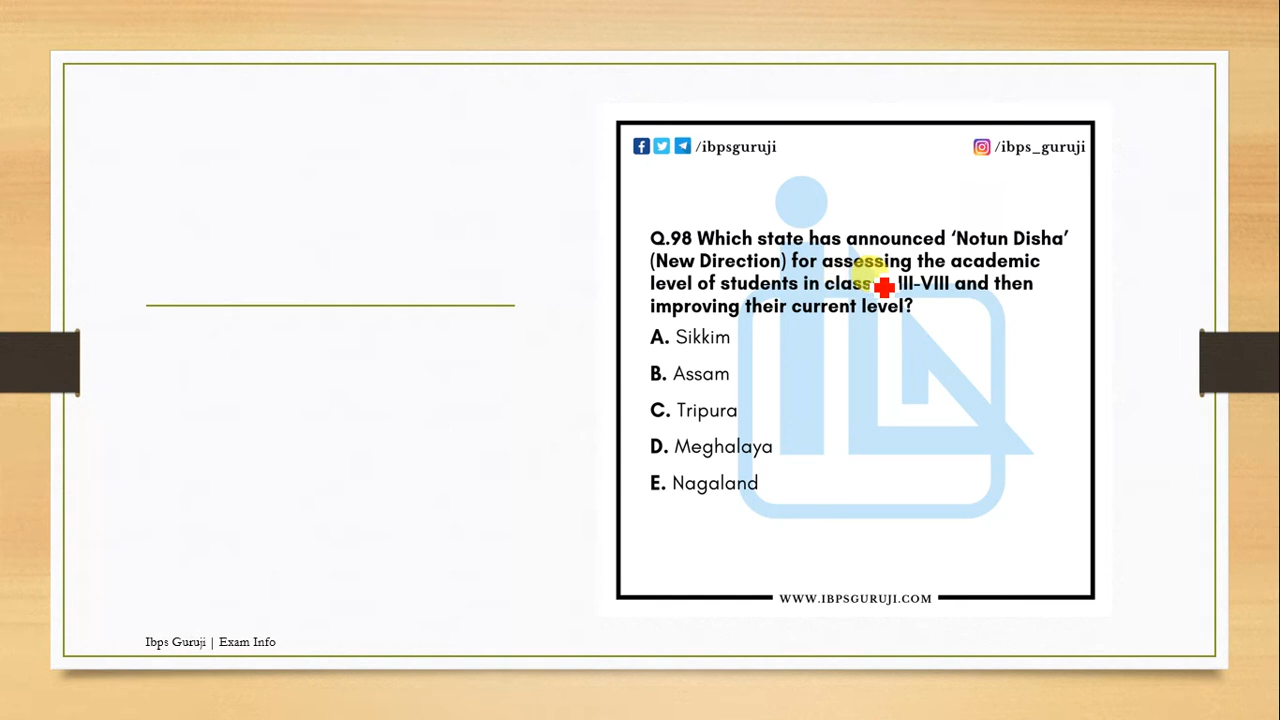 /ibpsguruji
/ibps_guruji
Q.98 Which state has announced ‘Notun Disha’
(New Direction) for assessing the academic
level of students in class III-VIII and then
improving their current level?
A. Sikkim
B. Assam
C. Tripura
D. Meghalaya
E. Nagaland
WWW.IBPSGURUJI.COM
Ibps Guruji | Exam Info